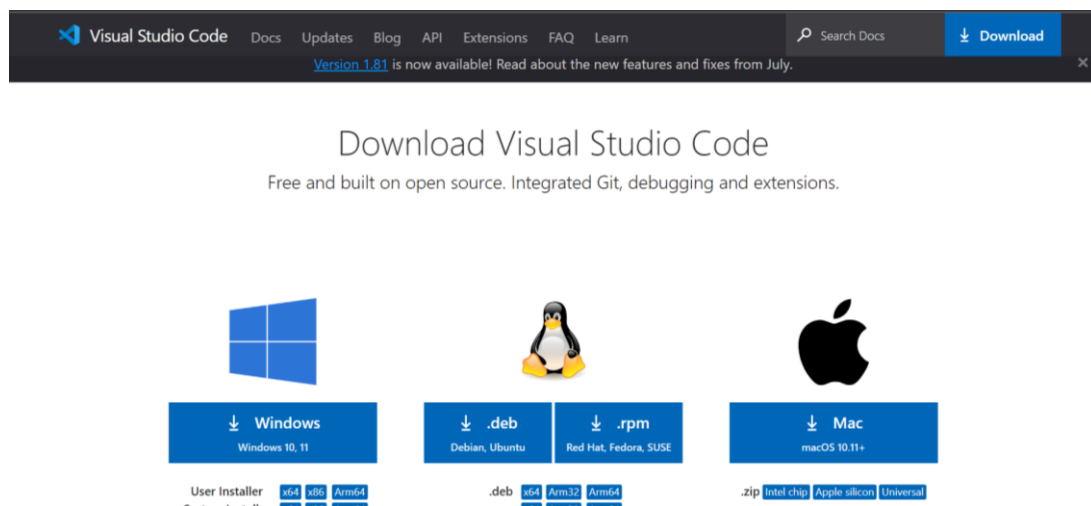 Visual Studio Code Docs Updates Blog API Extensions FAQ Learn Search Docs Download
Version 1.81 is now available! Read about the new features and fixes from July.
Download Visual Studio Code
Free and built on open source. Integrated Git, debugging and extensions.
Windows
Windows 10, 11
.deb
Debian, Ubuntu
.rpm
Red Hat, Fedora, SUSE
Mac
macOS 10.11+
User Installer x64 x86 Arm64
.deb x64 Arm32 Arm64
.zip Intel chip Apple silicon Universal